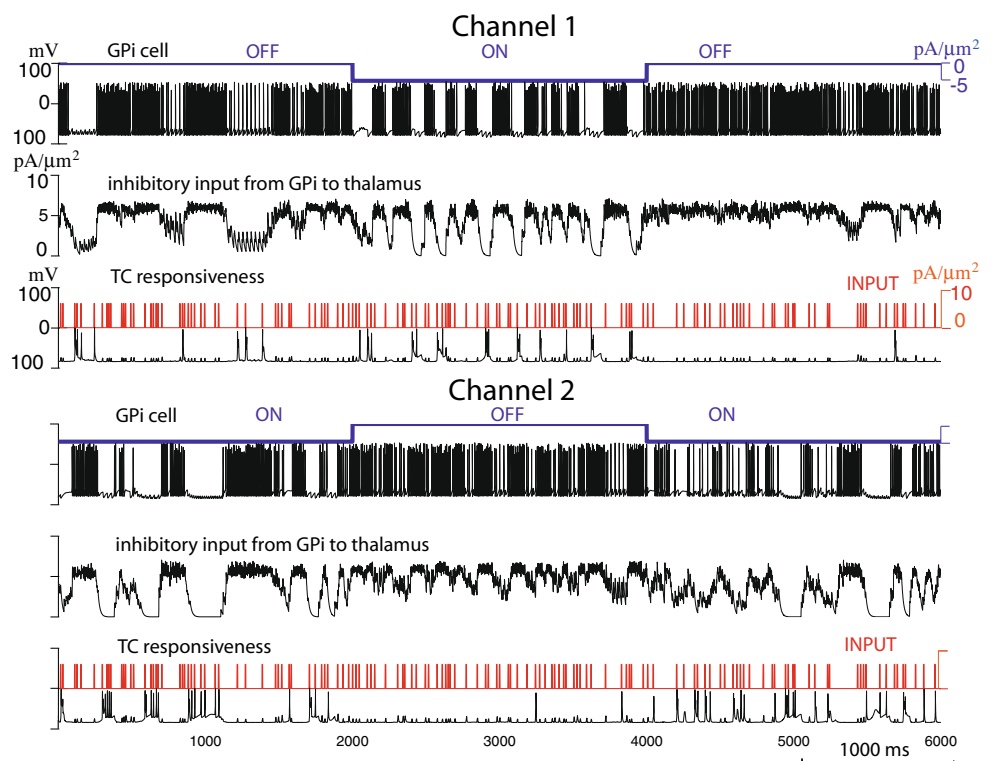 Channel 1
mV GPi cell OFF ON OFF pA/μm²
100 0
0 -5
100
pA/μm²
10 inhibitory input from GPi to thalamus
5
0
mV TC responsiveness INPUT pA/μm²
100 10
0 0
100
Channel 2
GPi cell ON OFF ON
inhibitory input from GPi to thalamus
TC responsiveness INPUT
1000 2000 3000 4000 5000 6000
1000 ms